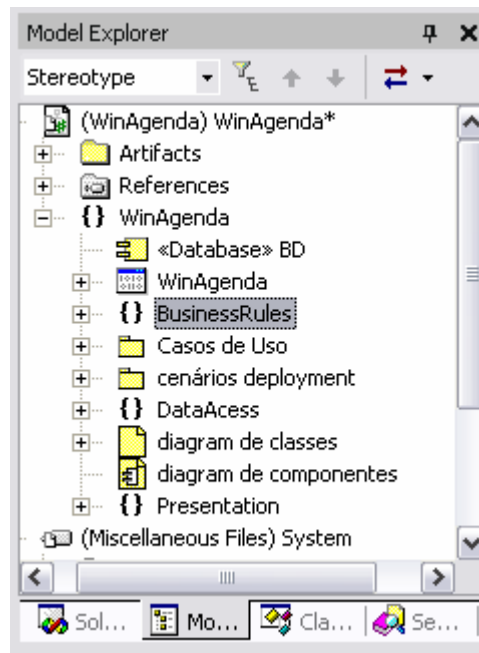 Model Explorer
Stereotype
(WinAgenda) WinAgenda*
Artifacts
References
{} WinAgenda
«Database» BD
WinAgenda
{} BusinessRules
Casos de Uso
cenários deployment
{} DataAcess
diagram de classes
diagram de componentes
{} Presentation
(Miscellaneous Files) System
Sol... Mo... Cla... Se...